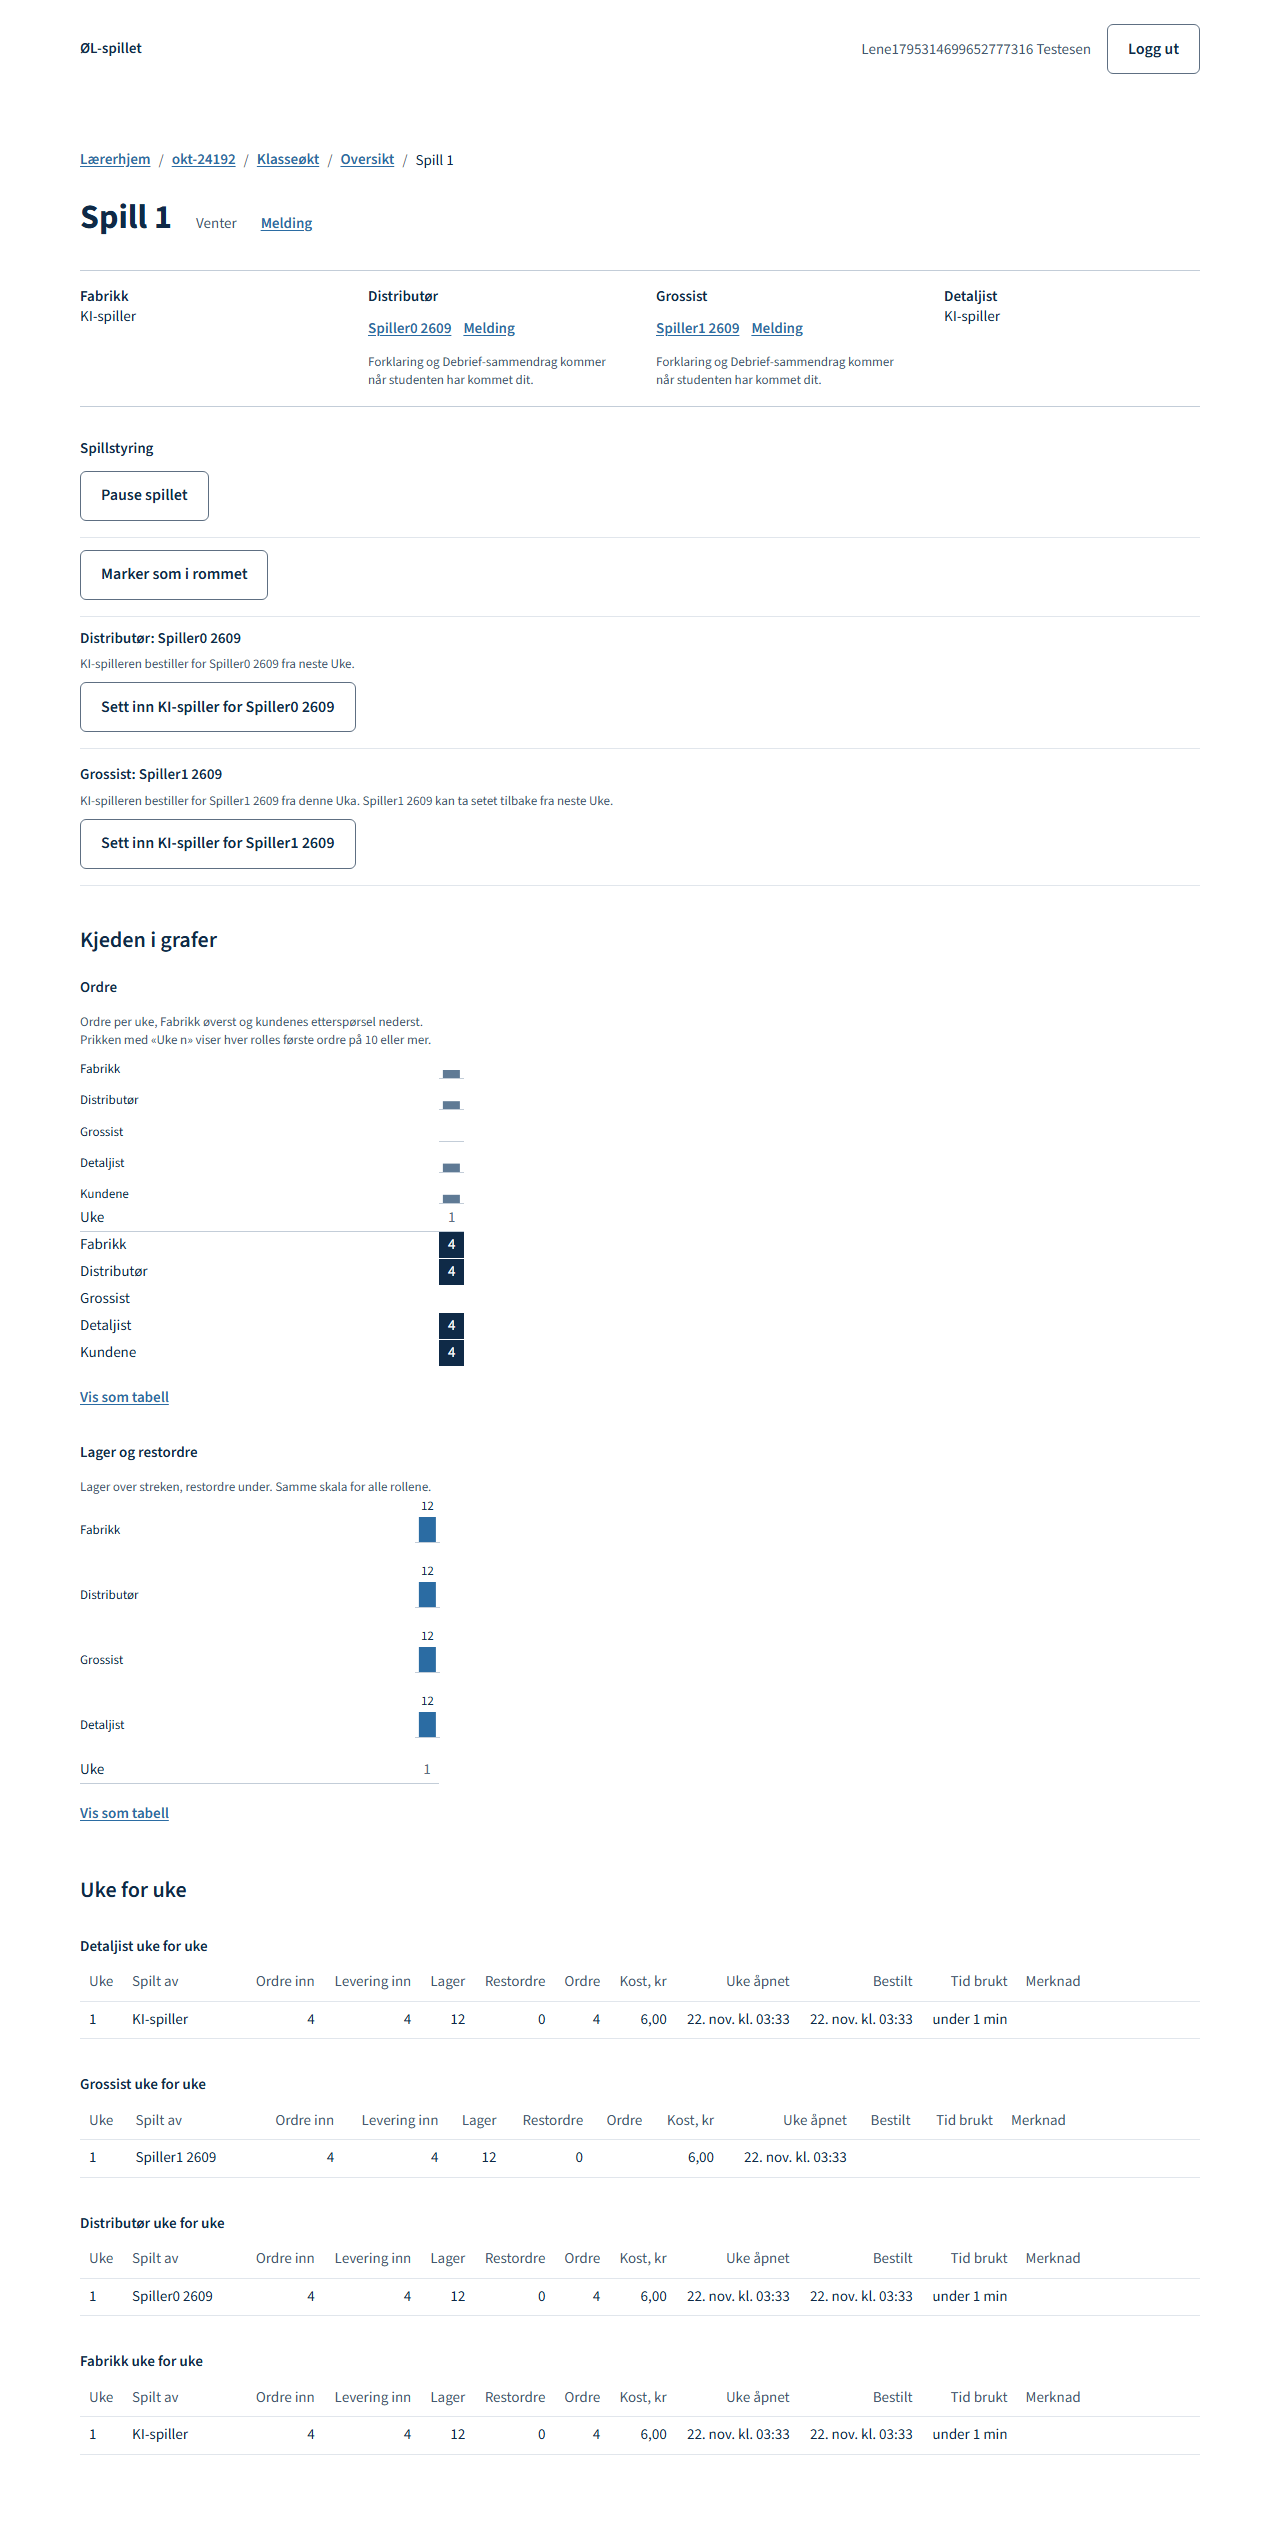 ØL-spillet
Lene1795314699652777316 Testesen
Logg ut
Lærerhjem / okt-24192 / Klasseøkt / Oversikt / Spill 1
Spill 1 Venter Melding
Fabrikk
KI-spiller
Distributør
Spiller0 2609 Melding
Forklaring og Debrief-sammendrag kommer
når studenten har kommet dit.
Grossist
Spiller1 2609 Melding
Forklaring og Debrief-sammendrag kommer
når studenten har kommet dit.
Detaljist
KI-spiller
Spillstyring
Pause spillet
Marker som i rommet
Distributør: Spiller0 2609
KI-spilleren bestiller for Spiller0 2609 fra neste Uke.
Sett inn KI-spiller for Spiller0 2609
Grossist: Spiller1 2609
KI-spilleren bestiller for Spiller1 2609 fra denne Uka. Spiller1 2609 kan ta setet tilbake fra neste Uke.
Sett inn KI-spiller for Spiller1 2609
Kjeden i grafer
Ordre
Ordre per uke, Fabrikk øverst og kundenes etterspørsel nederst.
Prikken med «Uke n» viser hver rolles første ordre på 10 eller mer.
Fabrikk
Distributør
Grossist
Detaljist
Kundene
Uke 1
Fabrikk 4
Distributør 4
Grossist
Detaljist 4
Kundene 4
Vis som tabell
Lager og restordre
Lager over streken, restordre under. Samme skala for alle rollene.
12
Fabrikk
12
Distributør
12
Grossist
12
Detaljist
Uke 1
Vis som tabell
Uke for uke
Detaljist uke for uke
Uke Spilt av Ordre inn Levering inn Lager Restordre Ordre Kost, kr Uke åpnet Bestilt Tid brukt Merknad
1 KI-spiller 4 4 12 0 4 6,00 22. nov. kl. 03:33 22. nov. kl. 03:33 under 1 min
Grossist uke for uke
Uke Spilt av Ordre inn Levering inn Lager Restordre Ordre Kost, kr Uke åpnet Bestilt Tid brukt Merknad
1 Spiller1 2609 4 4 12 0 6,00 22. nov. kl. 03:33
Distributør uke for uke
Uke Spilt av Ordre inn Levering inn Lager Restordre Ordre Kost, kr Uke åpnet Bestilt Tid brukt Merknad
1 Spiller0 2609 4 4 12 0 4 6,00 22. nov. kl. 03:33 22. nov. kl. 03:33 under 1 min
Fabrikk uke for uke
Uke Spilt av Ordre inn Levering inn Lager Restordre Ordre Kost, kr Uke åpnet Bestilt Tid brukt Merknad
1 KI-spiller 4 4 12 0 4 6,00 22. nov. kl. 03:33 22. nov. kl. 03:33 under 1 min